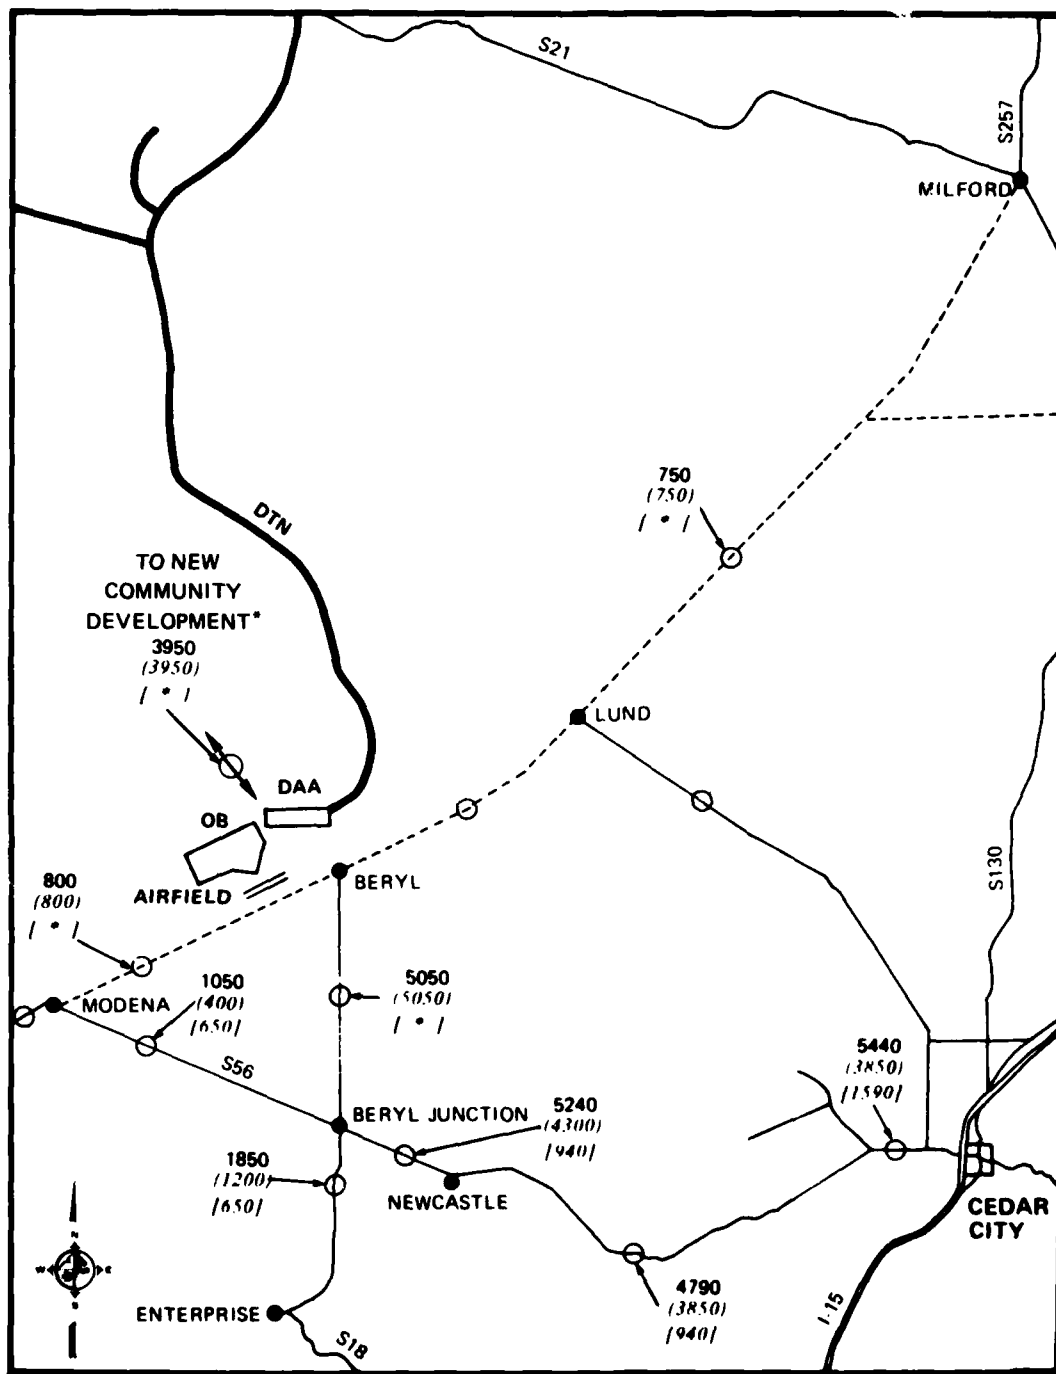 S21
S257
MILFORD
750
(750)
[ * ]
DTN
TO NEW
COMMUNITY
DEVELOPMENT*
3950
(3950)
[ * ]
LUND
DAA
OB
AIRFIELD
BERYL
S130
800
(800)
[ * ]
MODENA
1050
(400)
[650]
5050
(5050)
[ * ]
S56
5440
(3850)
[1590]
BERYL JUNCTION
5240
(4300)
[940]
1850
(1200)
[650]
NEWCASTLE
CEDAR
CITY
N
W
E
S
4790
(3850)
[940]
ENTERPRISE
S18
I-15